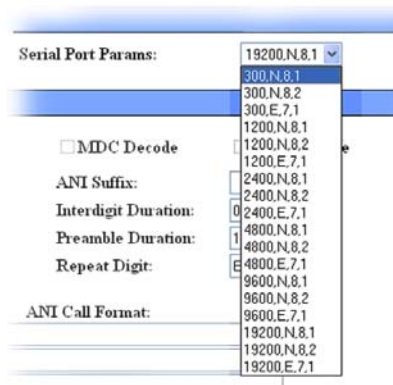 Serial Port Params:
19200,N,8,1
300,N,8,1
300,N,8,2
300,E,7,1
1200,N,8,1
MDC Decode
e
1200,N,8,2
1200,E,7,1
ANI Suffix:
2400,N,8,1
2400,N,8,2
Interdigit Duration:
0
2400,E,7,1
4800,N,8,1
Preamble Duration:
1
4800,N,8,2
Repeat Digit:
E
4800,E,7,1
9600,N,8,1
9600,N,8,2
ANI Call Format:
9600,E,7,1
19200,N,8,1
19200,N,8,2
19200,E,7,1